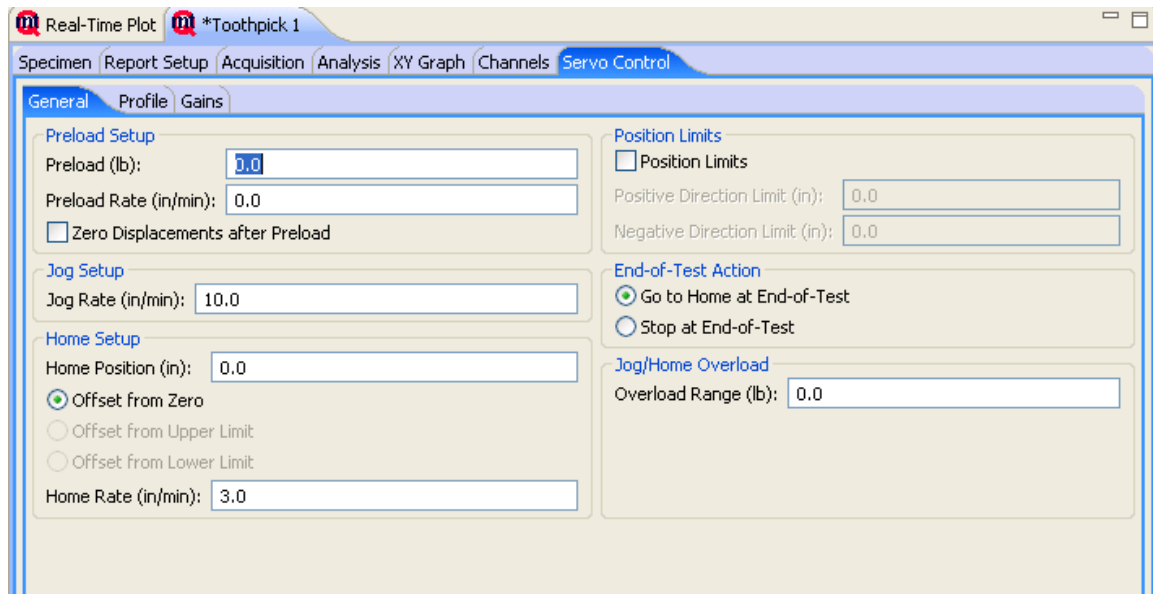 Real-Time Plot *Toothpick 1
Specimen Report Setup Acquisition Analysis XY Graph Channels Servo Control
General Profile Gains
Preload Setup
Preload (lb): 0.0
Preload Rate (in/min): 0.0
Zero Displacements after Preload
Jog Setup
Jog Rate (in/min): 10.0
Home Setup
Home Position (in): 0.0
Offset from Zero
Offset from Upper Limit
Offset from Lower Limit
Home Rate (in/min): 3.0
Position Limits
Position Limits
Positive Direction Limit (in): 0.0
Negative Direction Limit (in): 0.0
End-of-Test Action
Go to Home at End-of-Test
Stop at End-of-Test
Jog/Home Overload
Overload Range (lb): 0.0